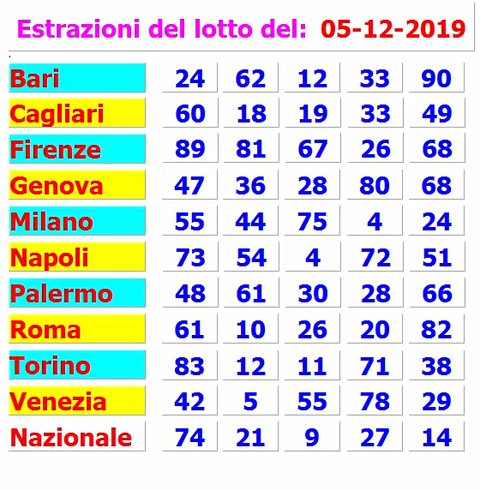 Estrazioni del lotto del: 05-12-2019
Bari 24 62 12 33 90
Cagliari 60 18 19 33 49
Firenze 89 81 67 26 68
Genova 47 36 28 80 68
Milano 55 44 75 4 24
Napoli 73 54 4 72 51
Palermo 48 61 30 28 66
Roma 61 10 26 20 82
Torino 83 12 11 71 38
Venezia 42 5 55 78 29
Nazionale 74 21 9 27 14